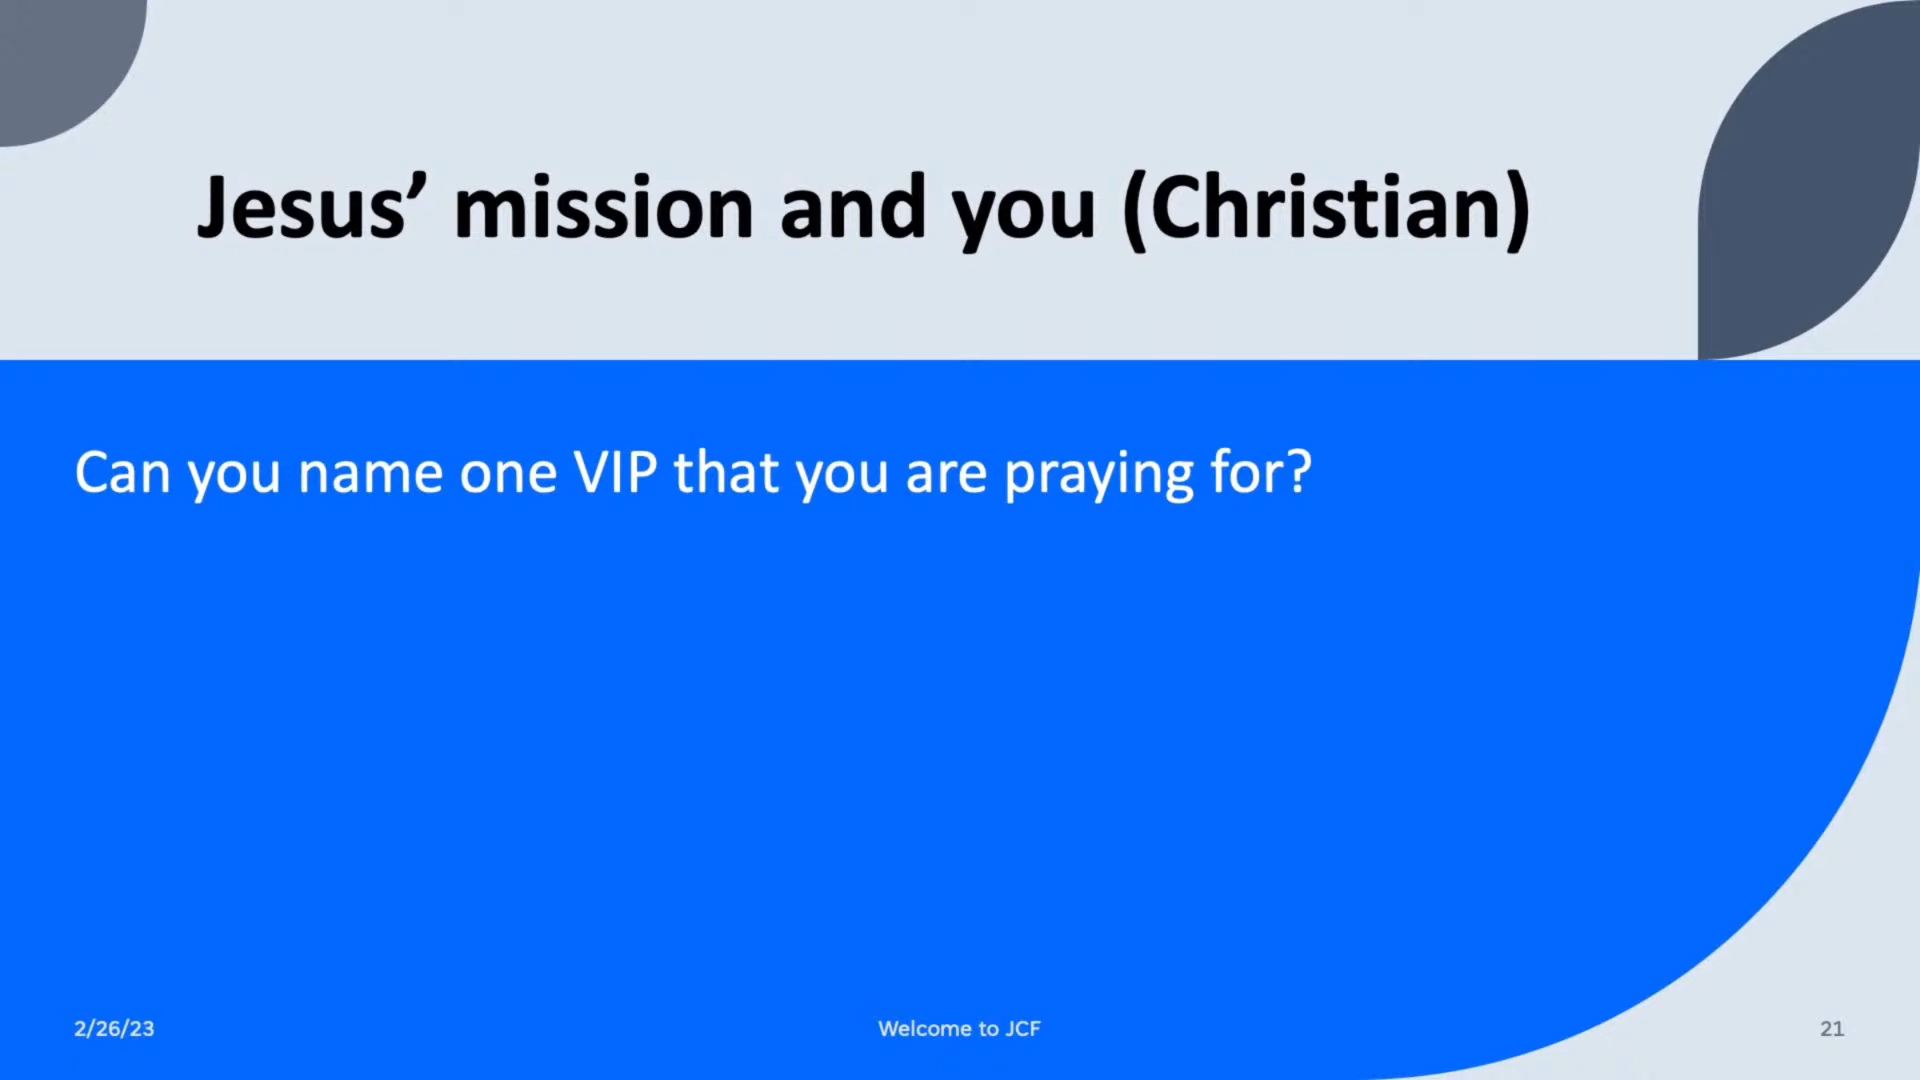 Jesus’ mission and you (Christian)
Can you name one VIP that you are praying for?
2/26/23
Welcome to JCF
21